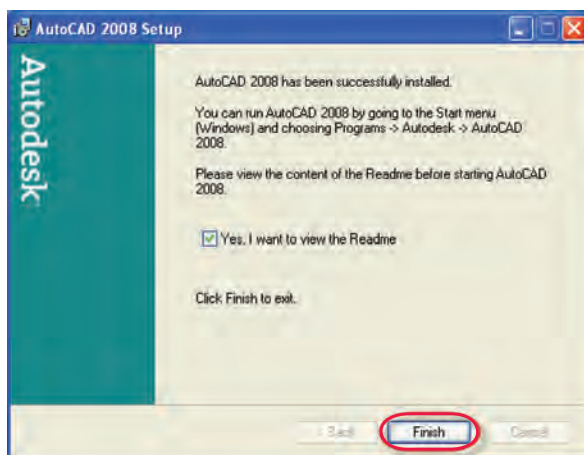 AutoCAD 2008 Setup
Autodesk
AutoCAD 2008 has been successfully installed.
You can run AutoCAD 2008 by going to the Start menu
(Windows) and choosing Programs -> Autodesk -> AutoCAD
2008.
Please view the content of the Readme before starting AutoCAD
2008.
Yes, I want to view the Readme
Click Finish to exit.
Back Finish Cancel